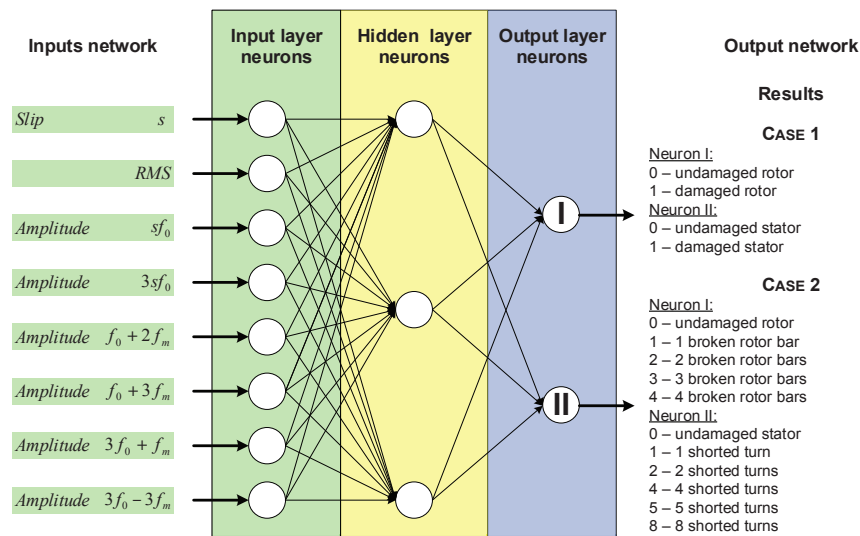 Inputs network
Input layer
neurons
Hidden layer
neurons
Output layer
neurons
Output network
Slip s
RMS
Amplitude sf₀
Amplitude 3sf₀
Amplitude f₀ + 2fₘ
Amplitude f₀ + 3fₘ
Amplitude 3f₀ + fₘ
Amplitude 3f₀ − 3fₘ
I
II
Results
CASE 1
Neuron I:
0 – undamaged rotor
1 – damaged rotor
Neuron II:
0 – undamaged stator
1 – damaged stator
CASE 2
Neuron I:
0 – undamaged rotor
1 – 1 broken rotor bar
2 – 2 broken rotor bars
3 – 3 broken rotor bars
4 – 4 broken rotor bars
Neuron II:
0 – undamaged stator
1 – 1 shorted turn
2 – 2 shorted turns
4 – 4 shorted turns
5 – 5 shorted turns
8 – 8 shorted turns